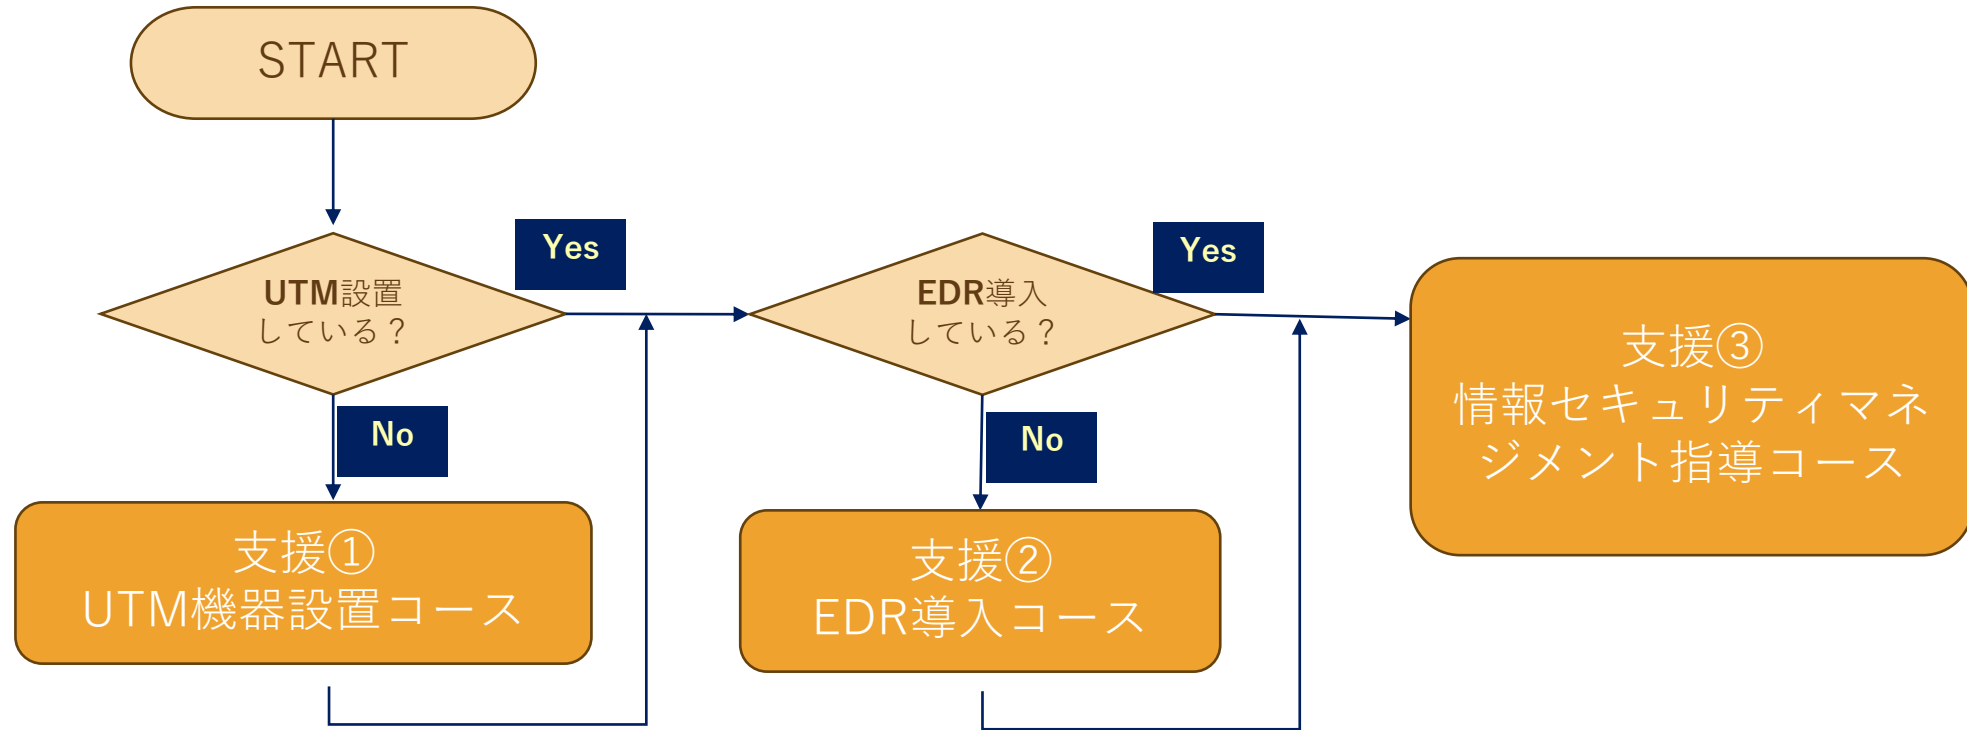 START
UTM設置
している？
Yes
No
支援①
UTM機器設置コース
EDR導入
している？
Yes
No
支援②
EDR導入コース
支援③
情報セキュリティマネ
ジメント指導コース